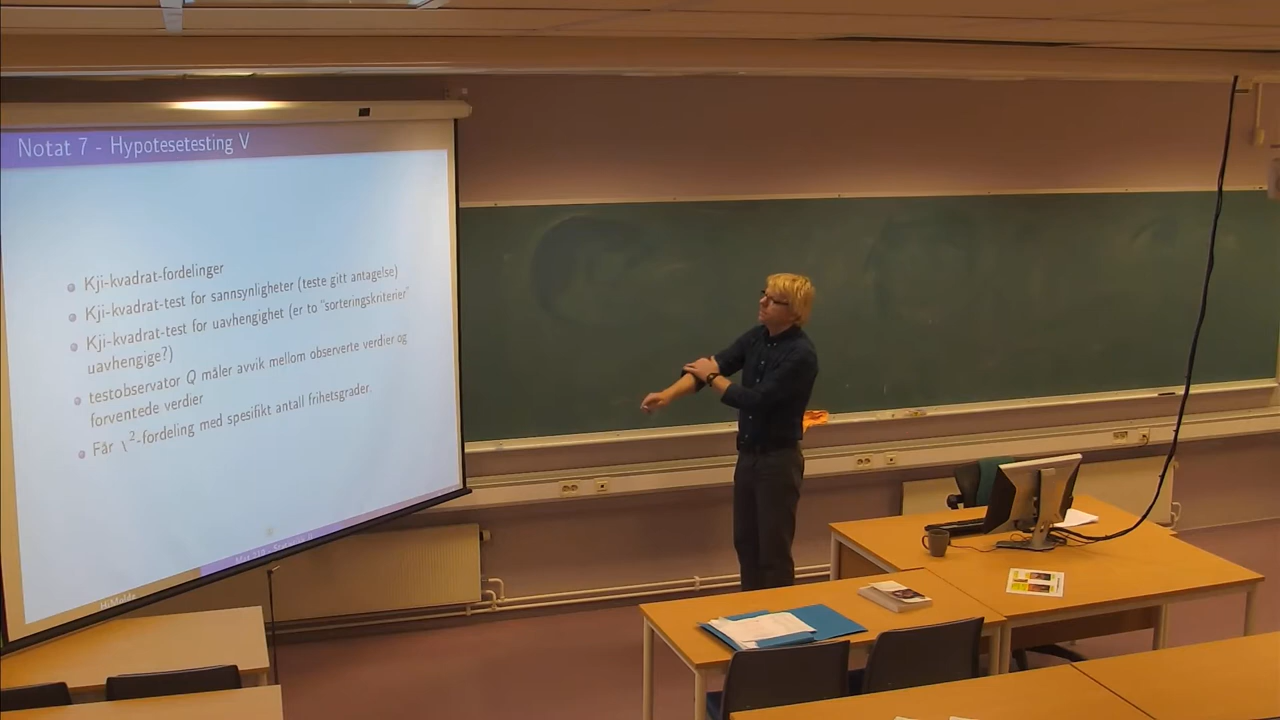 Notat 7 - Hypotesetesting V
Kji-kvadrat-fordelinger
Kji-kvadrat-test for sannsynligheter (teste gitt antagelse)
Kji-kvadrat-test for uavhengighet (er to "sorteringskriterier"
uavhengige?)
testobservator Q måler avvik mellom observerte verdier og
forventede verdier
Får χ²-fordeling med spesifikt antall frihetsgrader.